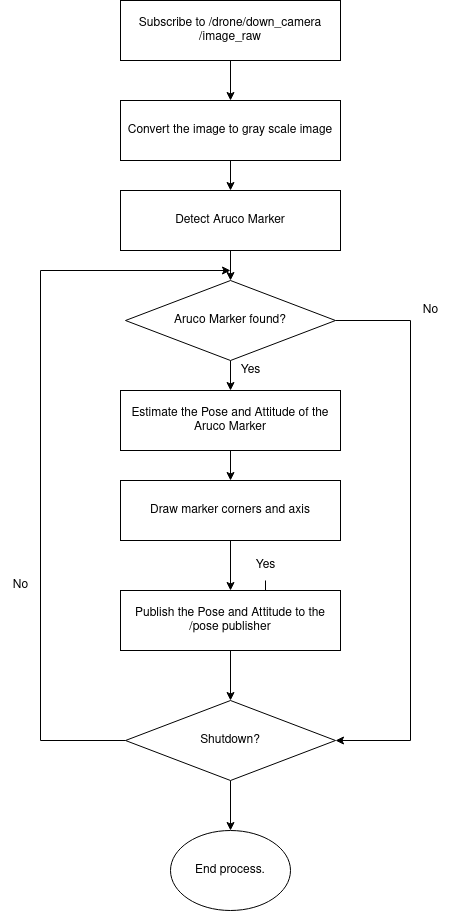 Subscribe to /drone/down_camera
/image_raw
Convert the image to gray scale image
Detect Aruco Marker
Aruco Marker found?
No
Yes
Estimate the Pose and Attitude of the
Aruco Marker
Draw marker corners and axis
Yes
No
Publish the Pose and Attitude to the
/pose publisher
Shutdown?
End process.